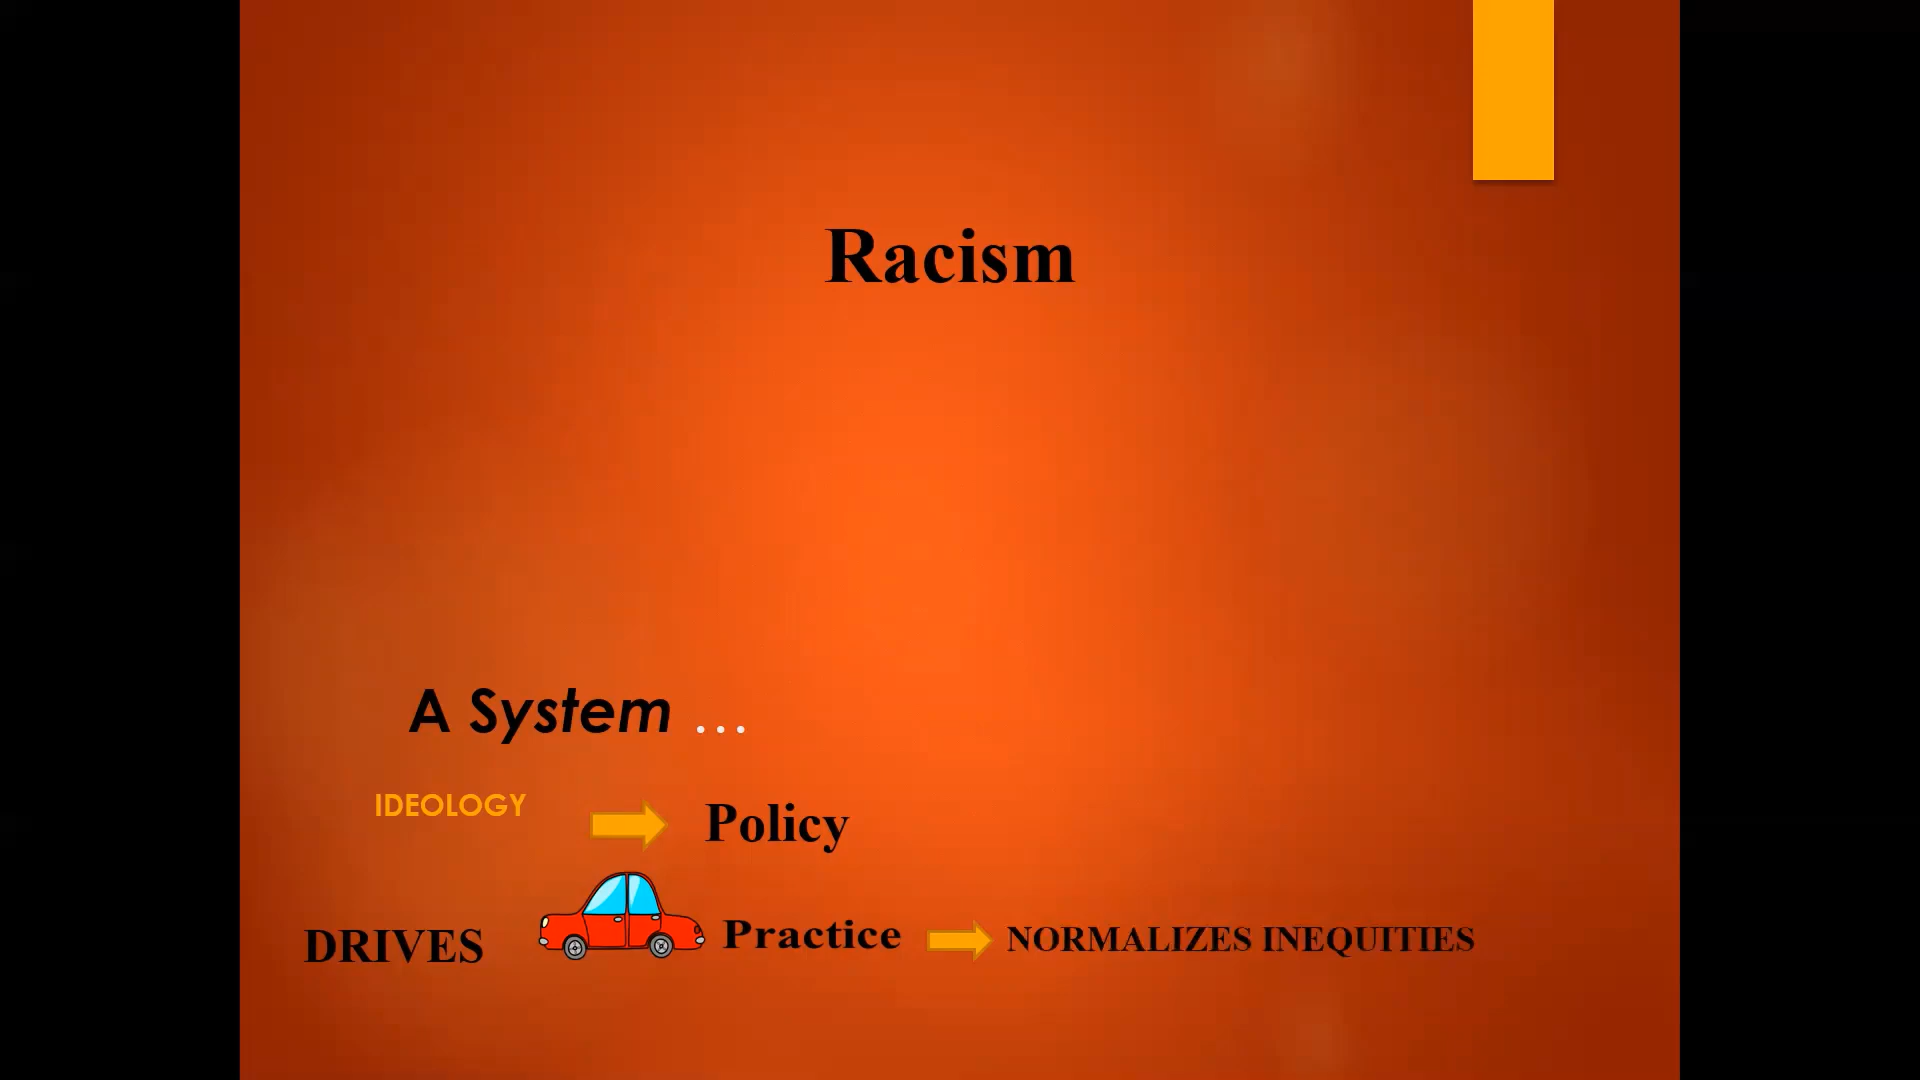 Racism
A System ...
IDEOLOGY
Policy
DRIVES
Practice
NORMALIZES INEQUITIES